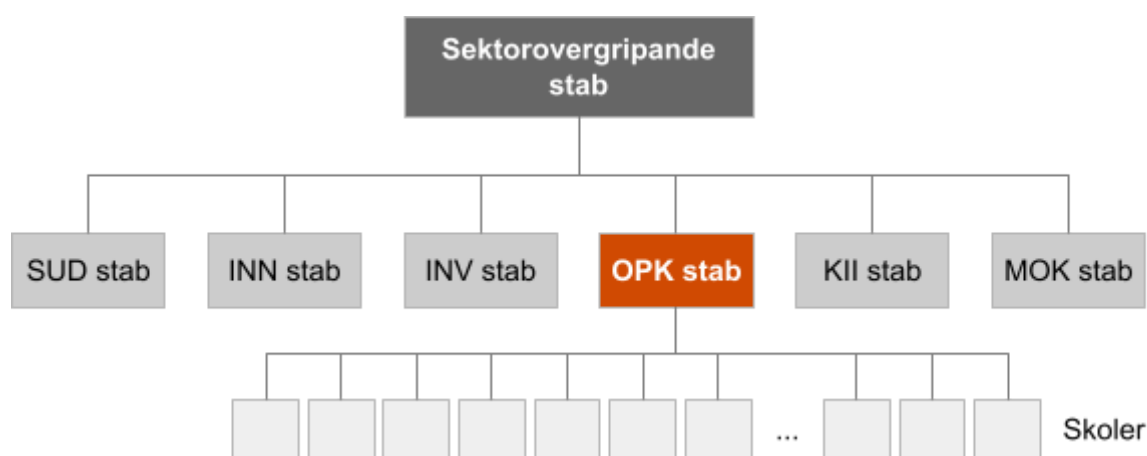 Sektorovergripande
stab
SUD stab
INN stab
INV stab
OPK stab
KII stab
MOK stab
...
Skoler